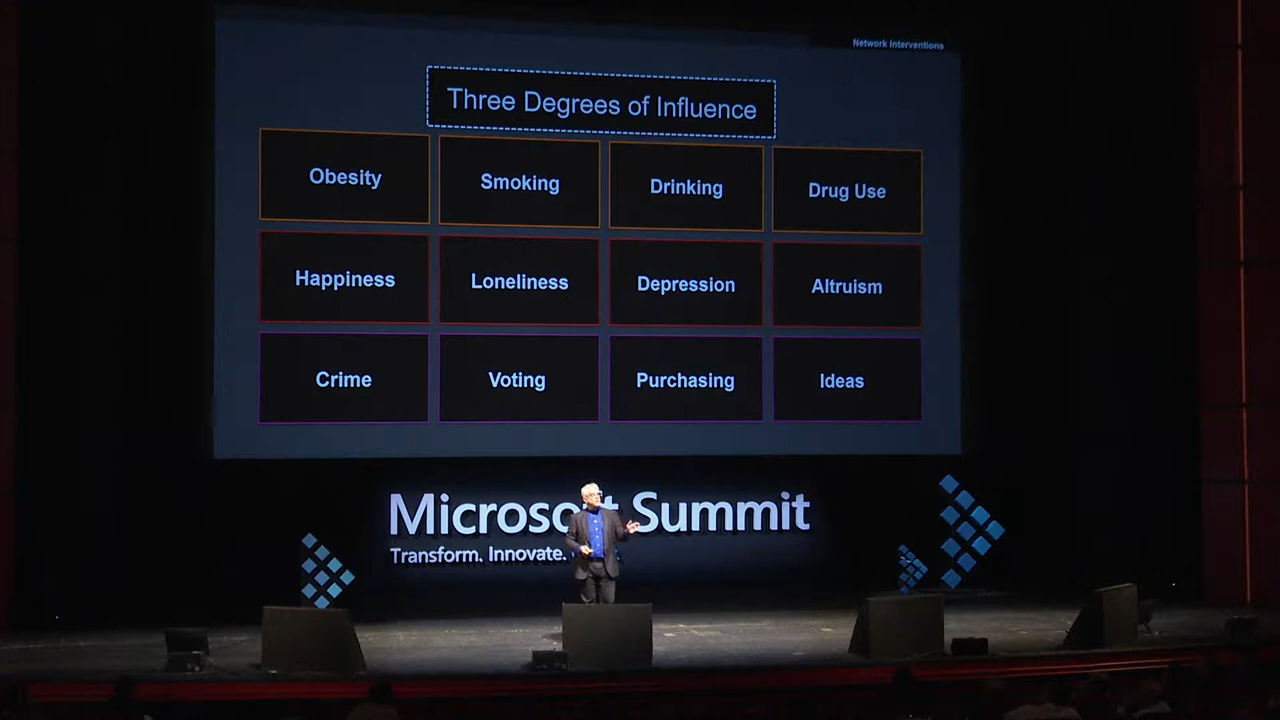 Network Interventions
Three Degrees of Influence
Obesity Smoking Drinking Drug Use
Happiness Loneliness Depression Altruism
Crime Voting Purchasing Ideas
Microsoft Summit
Transform. Innovate.